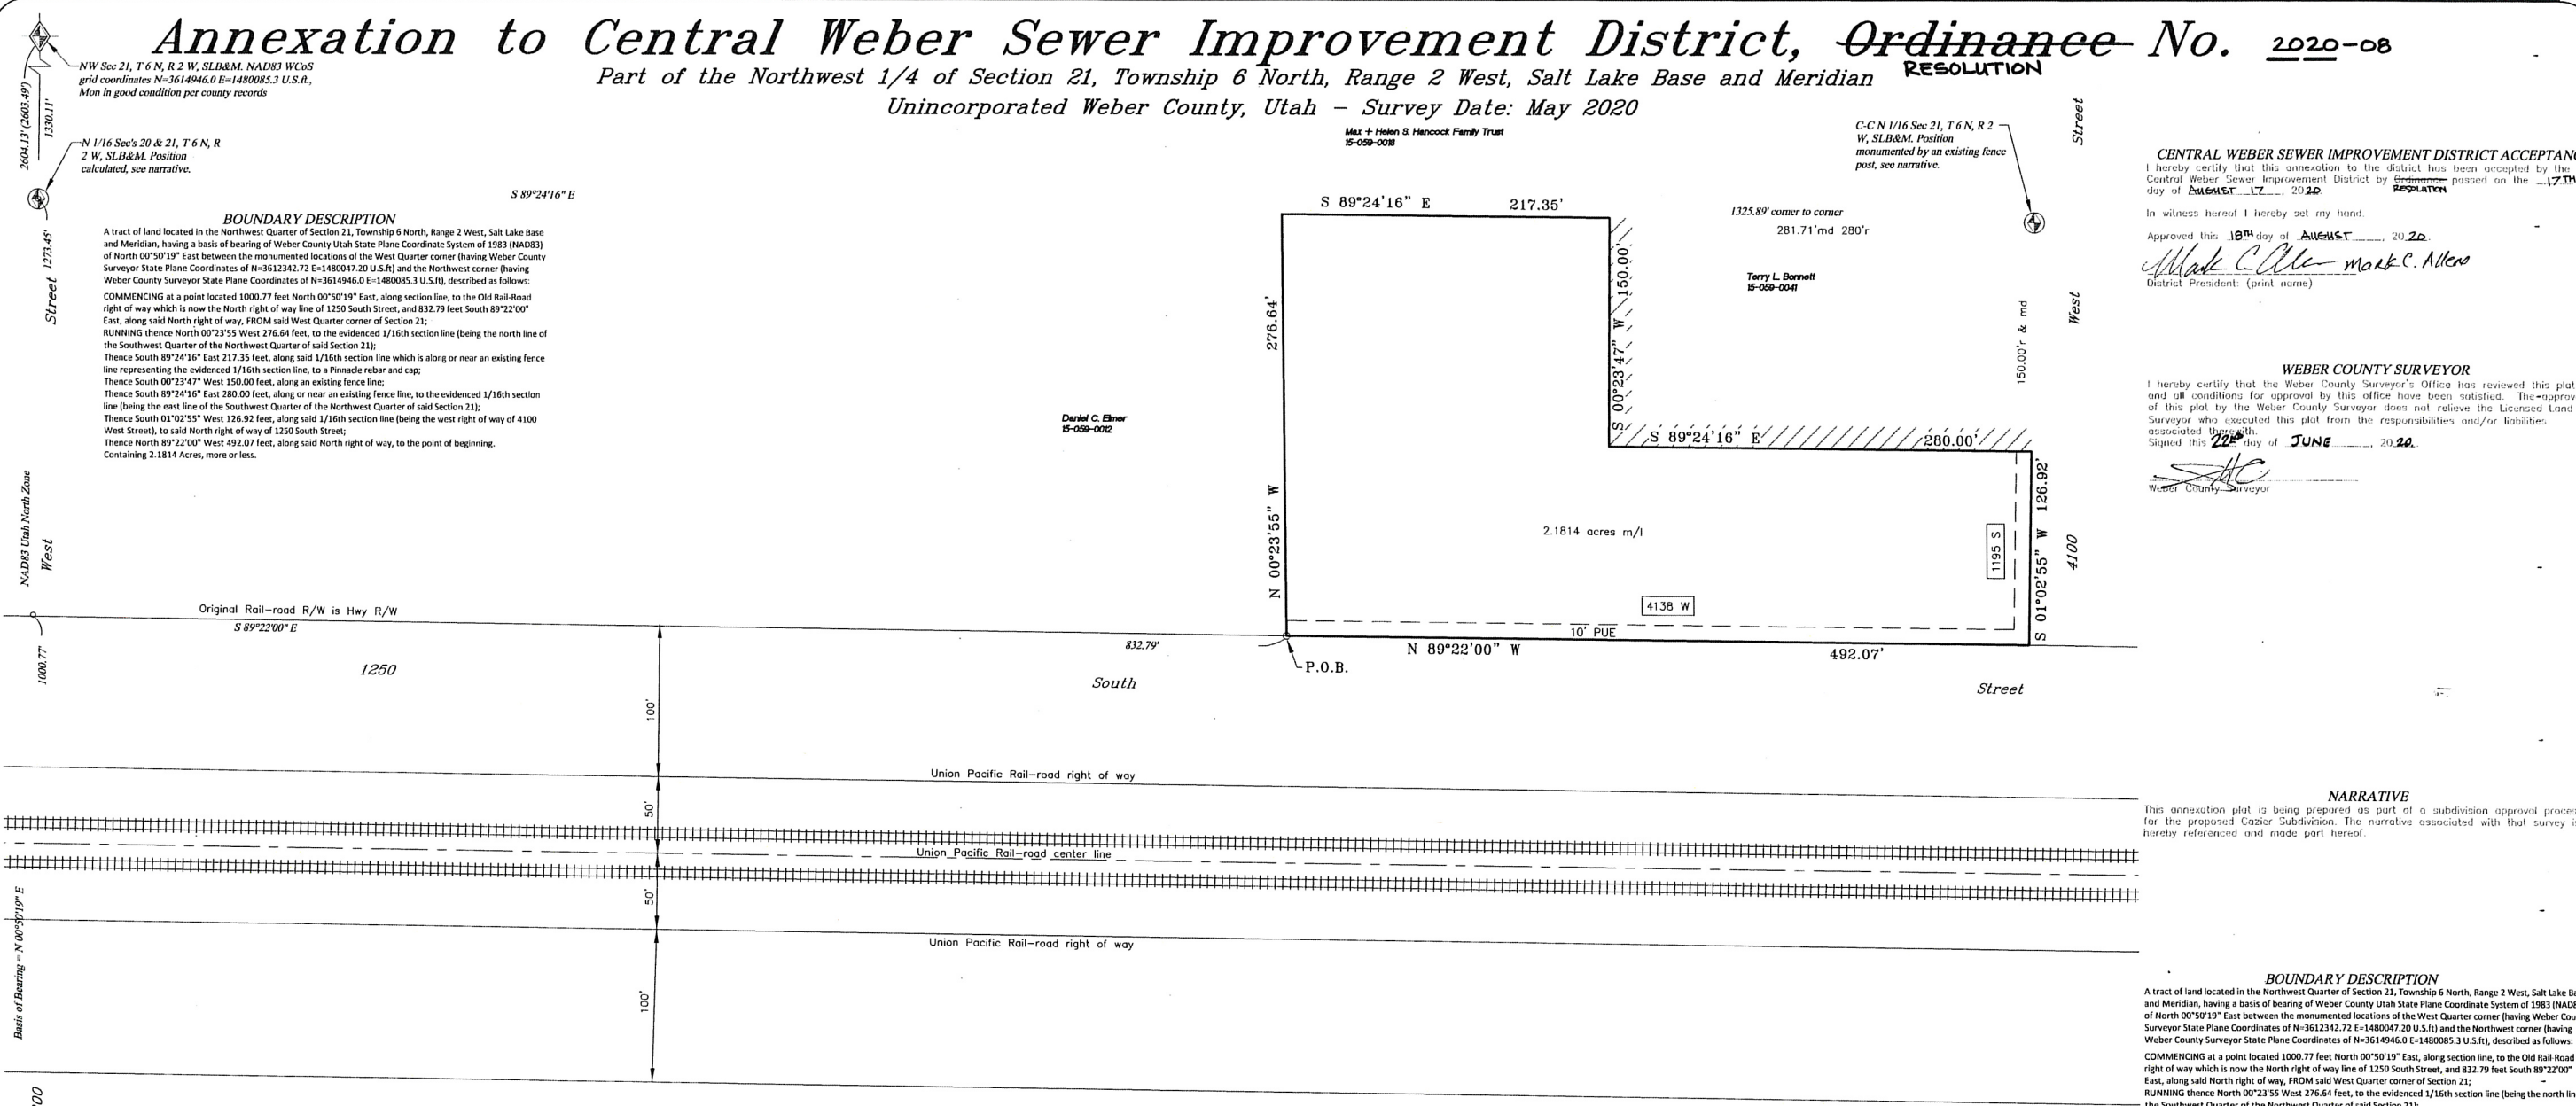 Annexation to Central Weber Sewer Improvement District, Ordinance No. 2020-08
RESOLUTION
Part of the Northwest 1/4 of Section 21, Township 6 North, Range 2 West, Salt Lake Base and Meridian
Unincorporated Weber County, Utah - Survey Date: May 2020
NW Sec 21, T 6 N, R 2 W, SLB&M. NAD83 WCoS
grid coordinates N=3614946.0 E=1480085.3 U.S.ft.,
Mon in good condition per county records
2604.13' (2603.49')
1330.11'
N 1/16 Sec's 20 & 21, T 6 N, R
2 W, SLB&M. Position
calculated, see narrative.
S 89°24'16" E
Street 1273.45'
West
NAD83 Utah North Zone
BOUNDARY DESCRIPTION
A tract of land located in the Northwest Quarter of Section 21, Township 6 North, Range 2 West, Salt Lake Base
and Meridian, having a basis of bearing of Weber County Utah State Plane Coordinate System of 1983 (NAD83)
of North 00°50'19" East between the monumented locations of the West Quarter corner (having Weber County
Surveyor State Plane Coordinates of N=3612342.72 E=1480047.20 U.S.ft) and the Northwest corner (having
Weber County Surveyor State Plane Coordinates of N=3614946.0 E=1480085.3 U.S.ft), described as follows:
COMMENCING at a point located 1000.77 feet North 00°50'19" East, along section line, to the Old Rail-Road
right of way which is now the North right of way line of 1250 South Street, and 832.79 feet South 89°22'00"
East, along said North right of way, FROM said West Quarter corner of Section 21;
RUNNING thence North 00°23'55 West 276.64 feet, to the evidenced 1/16th section line (being the north line of
the Southwest Quarter of the Northwest Quarter of said Section 21);
Thence South 89°24'16" East 217.35 feet, along said 1/16th section line which is along or near an existing fence
line representing the evidenced 1/16th section line, to a Pinnacle rebar and cap;
Thence South 00°23'47" West 150.00 feet, along an existing fence line;
Thence South 89°24'16" East 280.00 feet, along or near an existing fence line, to the evidenced 1/16th section
line (being the east line of the Southwest Quarter of the Northwest Quarter of said Section 21);
Thence South 01°02'55" West 126.92 feet, along said 1/16th section line (being the west right of way of 4100
West Street), to said North right of way of 1250 South Street;
Thence North 89°22'00" West 492.07 feet, along said North right of way, to the point of beginning.
Containing 2.1814 Acres, more or less.
Max + Helen S. Hancock Family Trust
15-059-0018
C-C N 1/16 Sec 21, T 6 N, R 2
W, SLB&M. Position
monumented by an existing fence
post, see narrative.
Street
West
4100
S 89°24'16" E 217.35'
1325.89' corner to corner
281.71'md 280'r
Terry L. Bonnett
15-059-0041
150.00'r & md
S 00°23'47" W 150.00'
N 00°23'55" W 276.64'
S 89°24'16" E 280.00'
S 01°02'55" W 126.92'
Daniel C. Elmer
15-059-0012
2.1814 acres m/l
1195 S
4138 W
10' PUE
N 89°22'00" W 492.07'
P.O.B.
832.79'
Original Rail-road R/W is Hwy R/W
S 89°22'00" E
1000.77'
1250 South Street
100'
Union Pacific Rail-road right of way
50'
Union Pacific Rail-road center line
50'
Union Pacific Rail-road right of way
100'
Basis of Bearing = N 00°50'19" E
CENTRAL WEBER SEWER IMPROVEMENT DISTRICT ACCEPTAN
I hereby certify that this annexation to the district has been accepted by the
Central Weber Sewer Improvement District by Ordinance passed on the 17TH
RESOLUTION
day of AUGUST 17, 2020
In witness hereof I hereby set my hand.
Approved this 18TH day of AUGUST, 2020.
Mark C. Allen
District President: (print name)
WEBER COUNTY SURVEYOR
I hereby certify that the Weber County Surveyor's Office has reviewed this plat
and all conditions for approval by this office have been satisfied. The approv
of this plat by the Weber County Surveyor does not relieve the Licensed Land
Surveyor who executed this plat from the responsibilities and/or liabilities
associated therewith.
Signed this 22nd day of JUNE, 2020.
Weber County Surveyor
NARRATIVE
This annexation plat is being prepared as part of a subdivision approval proce
for the proposed Cazier Subdivision. The narrative associated with that survey i
hereby referenced and made part hereof.
BOUNDARY DESCRIPTION
A tract of land located in the Northwest Quarter of Section 21, Township 6 North, Range 2 West, Salt Lake Ba
and Meridian, having a basis of bearing of Weber County Utah State Plane Coordinate System of 1983 (NAD8
of North 00°50'19" East between the monumented locations of the West Quarter corner (having Weber Cou
Surveyor State Plane Coordinates of N=3612342.72 E=1480047.20 U.S.ft) and the Northwest corner (having
Weber County Surveyor State Plane Coordinates of N=3614946.0 E=1480085.3 U.S.ft), described as follows:
COMMENCING at a point located 1000.77 feet North 00°50'19" East, along section line, to the Old Rail-Road
right of way which is now the North right of way line of 1250 South Street, and 832.79 feet South 89°22'00"
East, along said North right of way, FROM said West Quarter corner of Section 21;
RUNNING thence North 00°23'55 West 276.64 feet, to the evidenced 1/16th section line (being the north lin